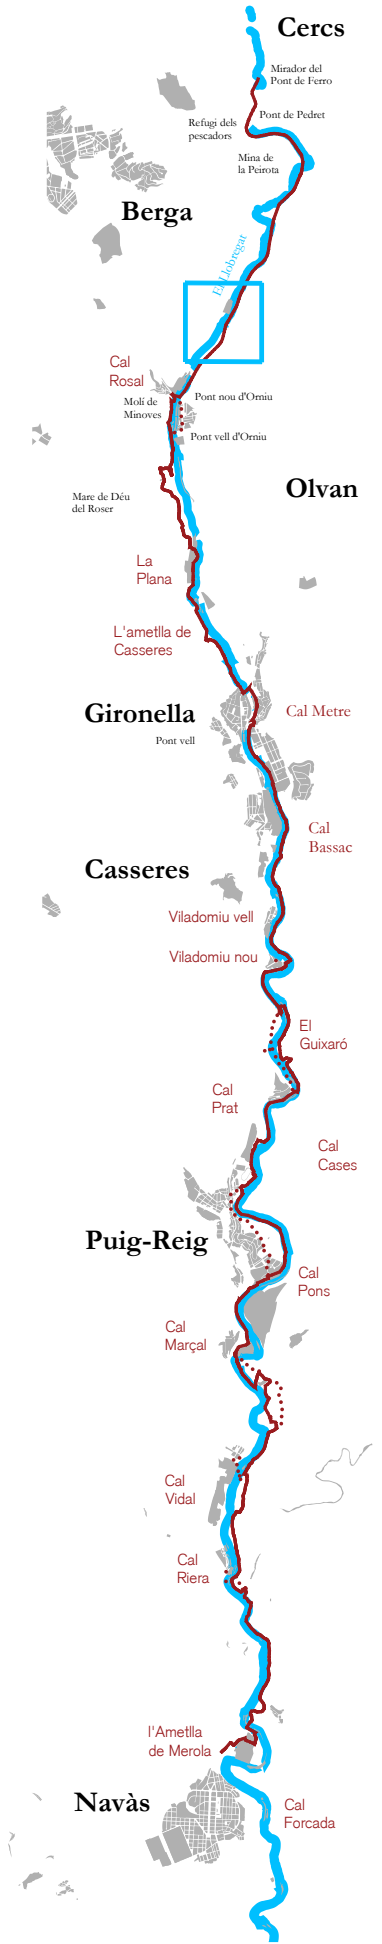 Cercs
Mirador del
Pont de Ferro
Pont de Pedret
Refugi dels
pescadors
Mina de
la Peirota
Berga
El Llobregat
Cal
Rosal
Molí de
Minoves
Pont nou d'Orniu
Pont vell d'Orniu
Olvan
Mare de Déu
del Roser
La
Plana
L'ametlla de
Casseres
Gironella
Cal Metre
Pont vell
Cal
Bassac
Casseres
Viladomiu vell
Viladomiu nou
El
Guixaró
Cal
Prat
Cal
Cases
Puig-Reig
Cal
Pons
Cal
Marçal
Cal
Vidal
Cal
Riera
l'Ametlla
de Merola
Navàs
Cal
Forcada